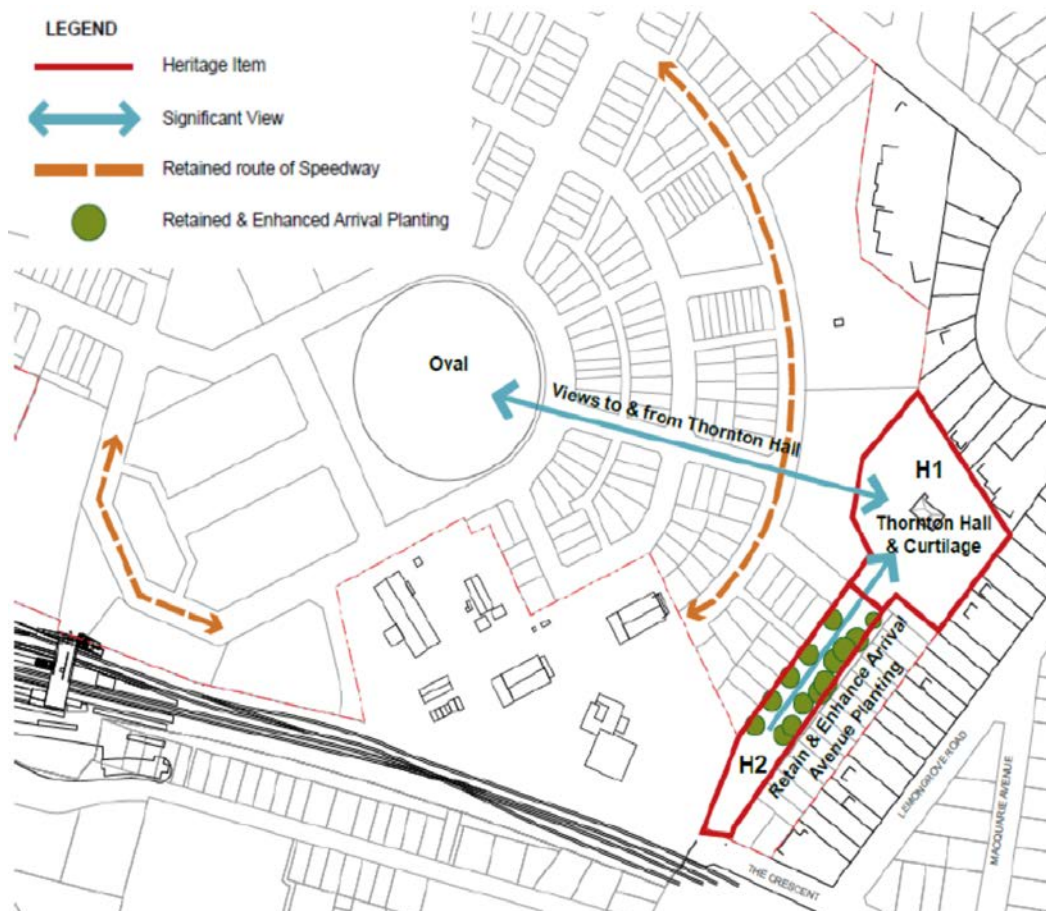 LEGEND
Heritage Item
Significant View
Retained route of Speedway
Retained & Enhanced Arrival Planting
Oval
Views to & from Thornton Hall
H1
Thornton Hall
& Curtilage
Retain & Enhance Arrival
Avenue Planting
H2
LEMONGROVE ROAD
MACQUARIE AVENUE
THE CRESCENT